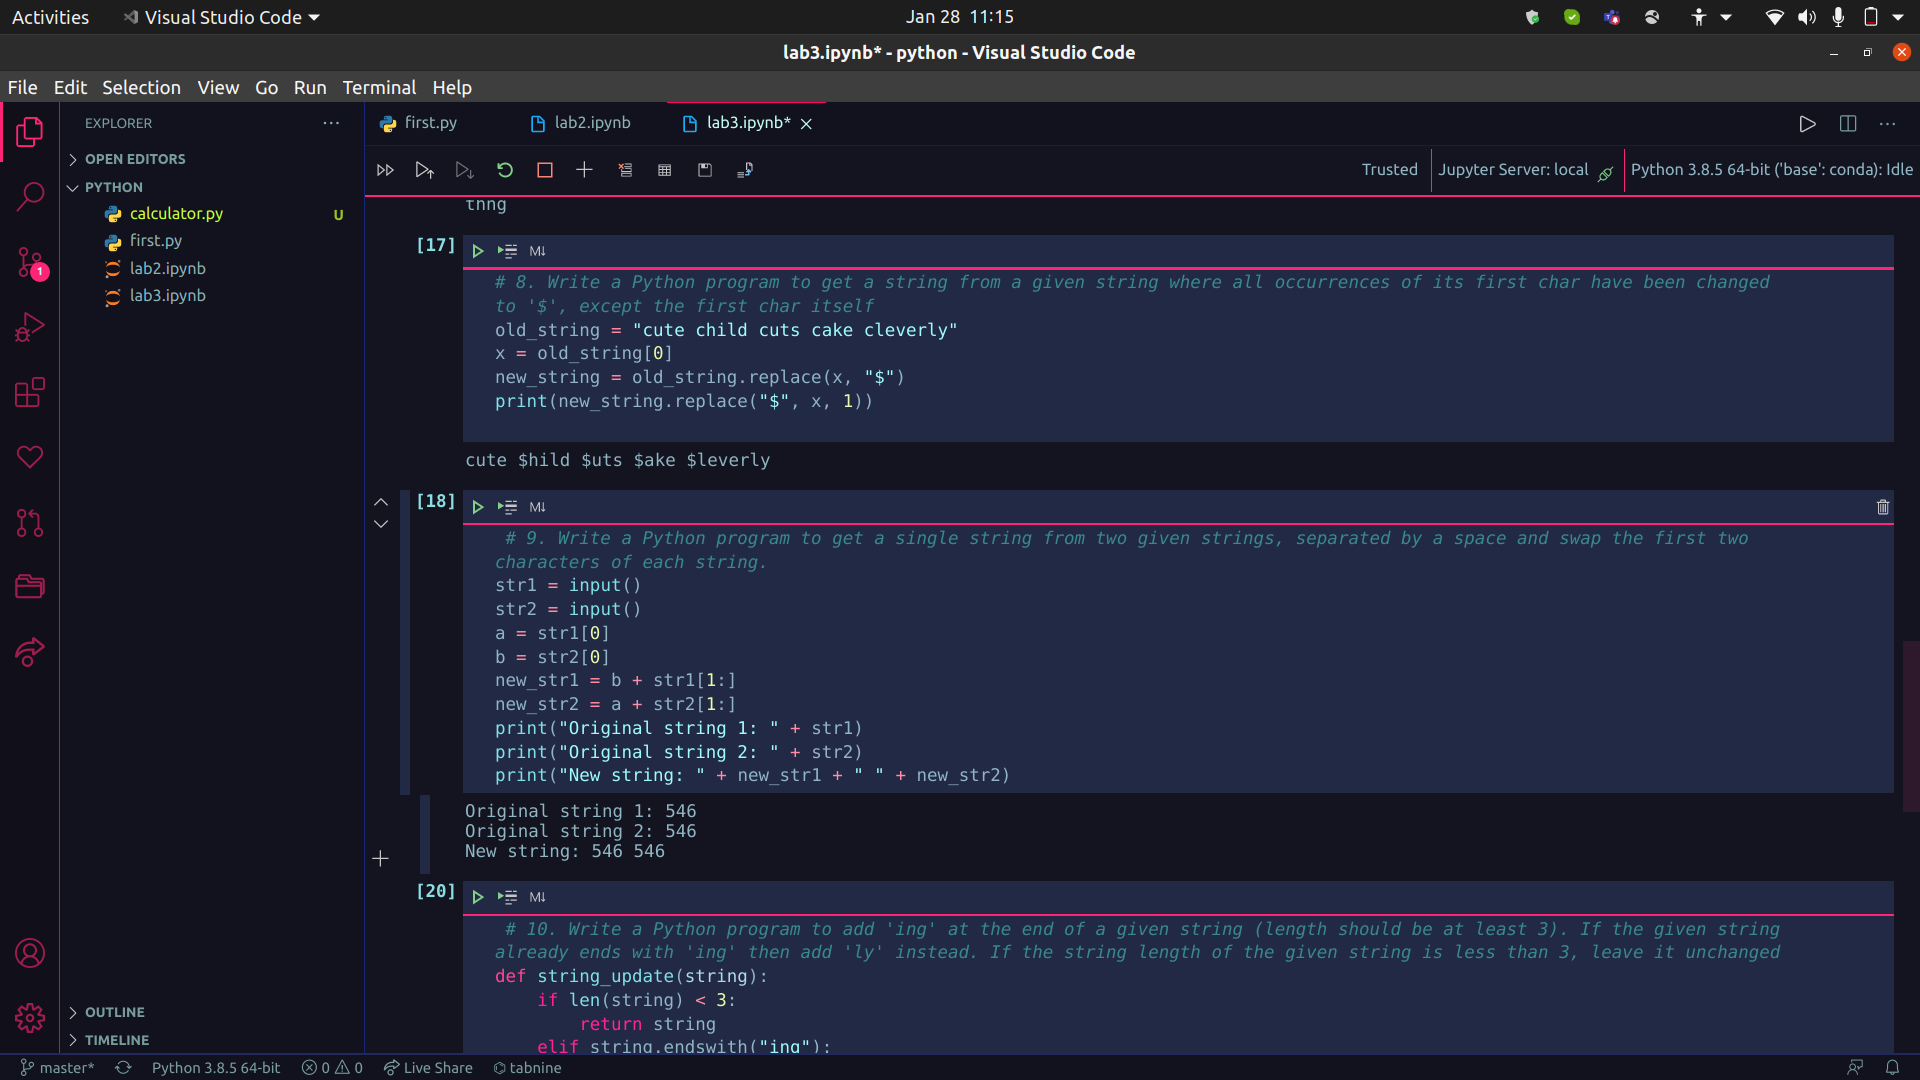 Activities Visual Studio Code Jan 28 11:15
lab3.ipynb* - python - Visual Studio Code
File Edit Selection View Go Run Terminal Help
EXPLORER
OPEN EDITORS
PYTHON
calculator.py U
first.py
lab2.ipynb
lab3.ipynb
1
OUTLINE
TIMELINE
first.py lab2.ipynb lab3.ipynb*
Trusted Jupyter Server: local Python 3.8.5 64-bit ('base': conda): Idle
thng
[17] M↓
# 8. Write a Python program to get a string from a given string where all occurrences of its first char have been changed
to '$', except the first char itself
old_string = "cute child cuts cake cleverly"
x = old_string[0]
new_string = old_string.replace(x, "$")
print(new_string.replace("$", x, 1))
cute $hild $uts $ake $leverly
[18] M↓
# 9. Write a Python program to get a single string from two given strings, separated by a space and swap the first two
characters of each string.
str1 = input()
str2 = input()
a = str1[0]
b = str2[0]
new_str1 = b + str1[1:]
new_str2 = a + str2[1:]
print("Original string 1: " + str1)
print("Original string 2: " + str2)
print("New string: " + new_str1 + " " + new_str2)
Original string 1: 546
Original string 2: 546
New string: 546 546
[20] M↓
# 10. Write a Python program to add 'ing' at the end of a given string (length should be at least 3). If the given string
already ends with 'ing' then add 'ly' instead. If the string length of the given string is less than 3, leave it unchanged
def string_update(string):
if len(string) < 3:
return string
elif string.endswith("ing"):
master* Python 3.8.5 64-bit 0 0 Live Share tabnine